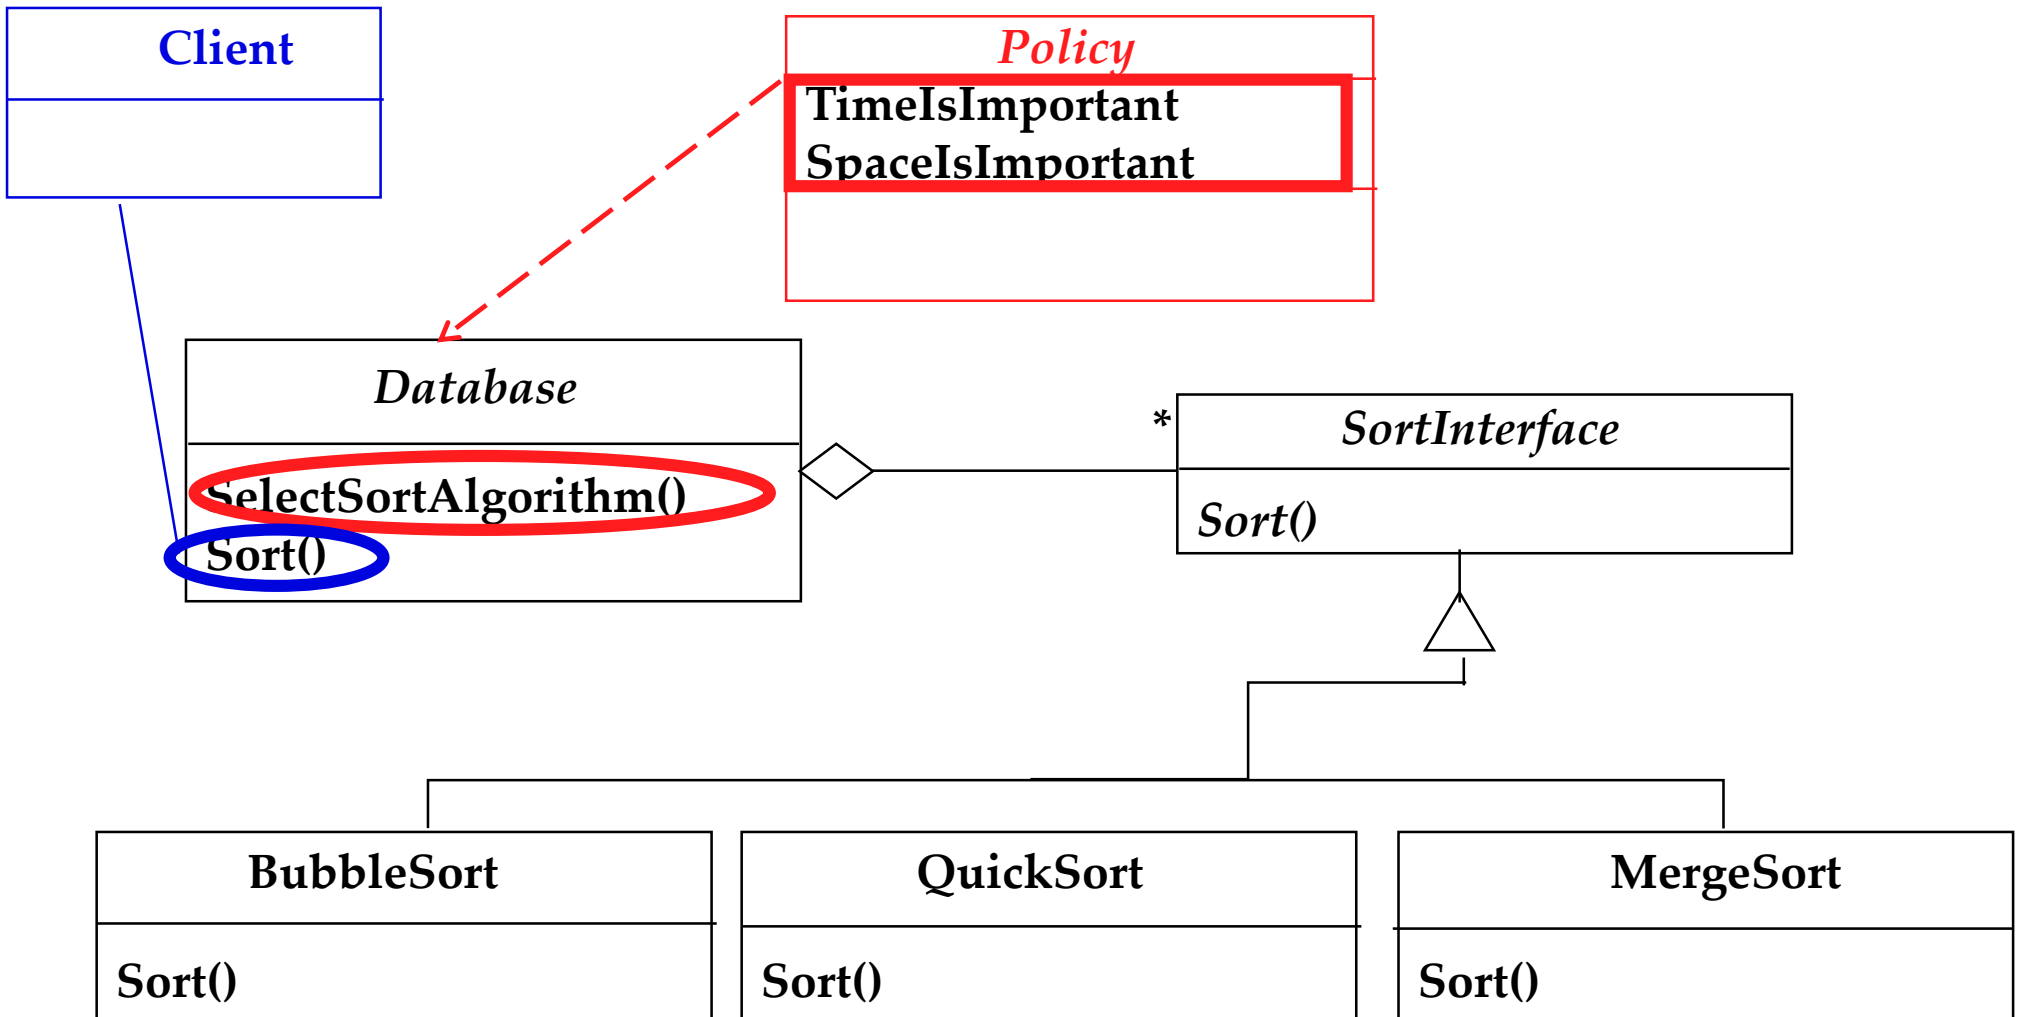 Client
Policy
TimeIsImportant
SpaceIsImportant
Database
SelectSortAlgorithm()
Sort()
*
SortInterface
Sort()
BubbleSort
Sort()
QuickSort
Sort()
MergeSort
Sort()